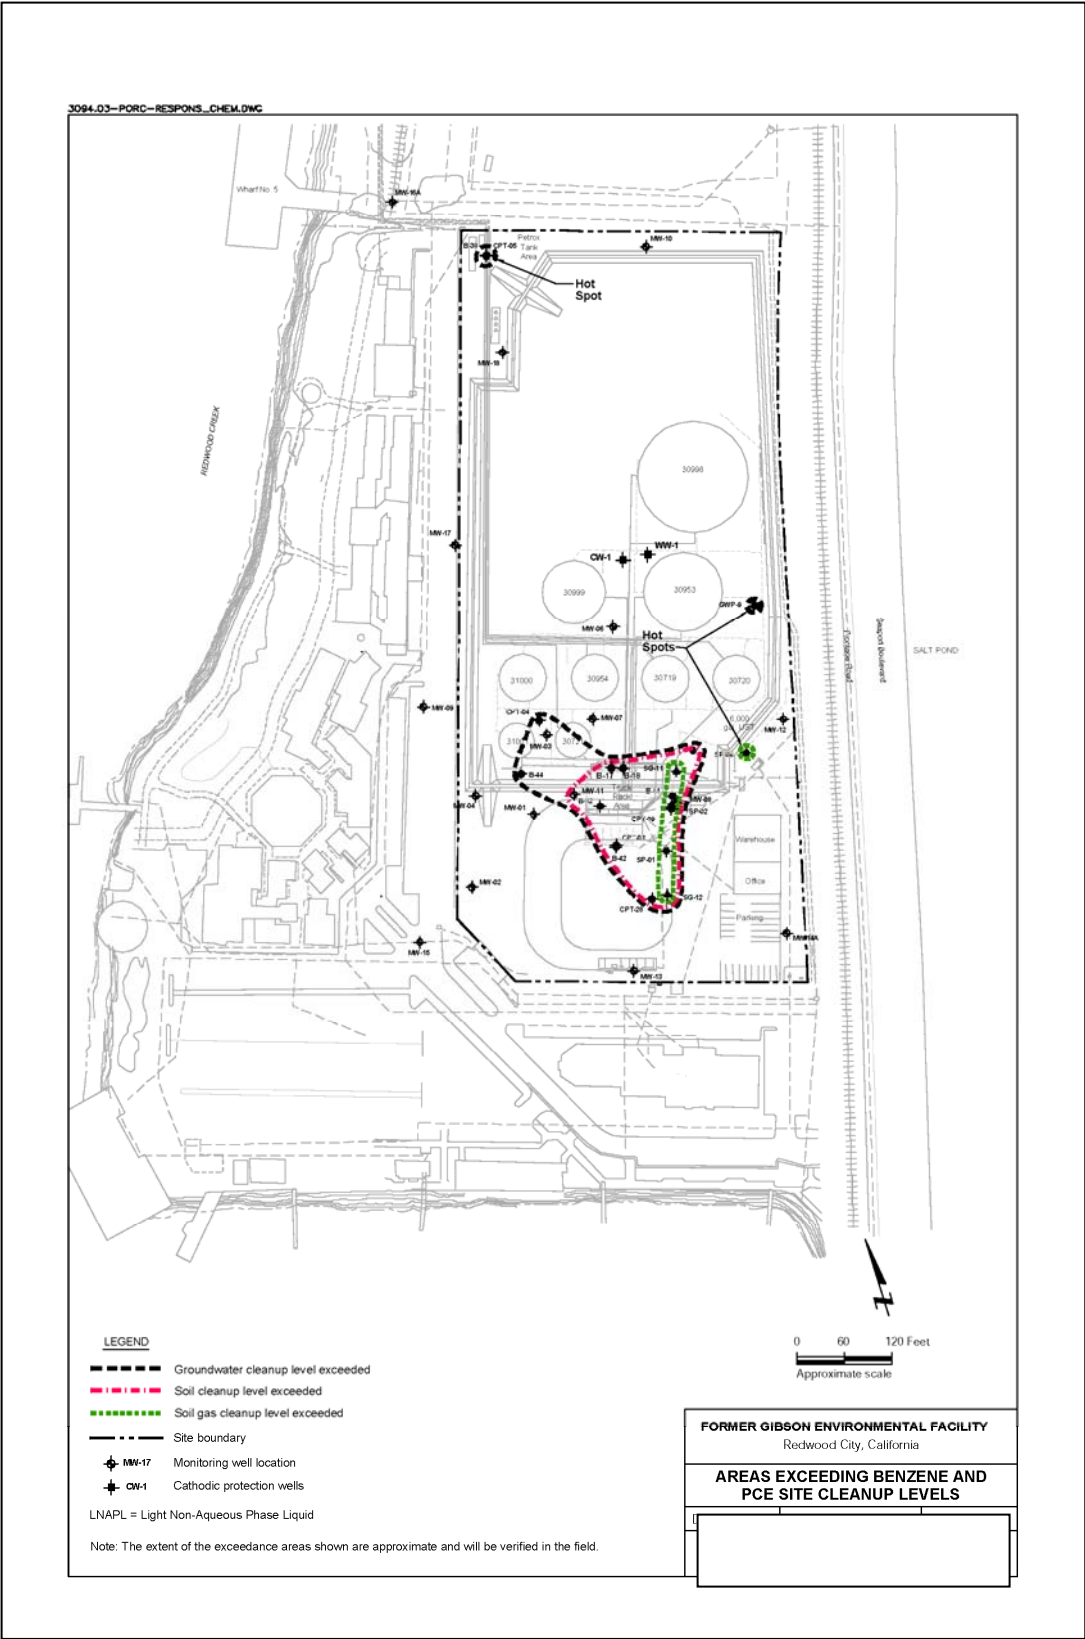 3094.03-PORC-RESPONS_CHEM.DWG
Wharf No. 5
MW-16A
MW-10
Petrox
Tank
Area
CPT-05
Hot
Spot
MW-18
REDWOOD CREEK
30998
MW-17
CW-1
WW-1
30999
30953
GWP-9
MW-06
Hot
Spots
Frontage Road
Seaport Boulevard
SALT POND
31000
30954
30719
30720
MW-09
MW-07
MW-12
MW-03
B-44
B-17
B-18
SG-11
MW-11
MW-04
MW-01
Area
SP-02
B-42
SP-01
Warehouse
Office
MW-02
CPT-26
SG-12
Parking
MW-15
MW-13
0 60 120 Feet
Approximate scale
LEGEND
Groundwater cleanup level exceeded
Soil cleanup level exceeded
Soil gas cleanup level exceeded
Site boundary
MW-17 Monitoring well location
CW-1 Cathodic protection wells
LNAPL = Light Non-Aqueous Phase Liquid
Note: The extent of the exceedance areas shown are approximate and will be verified in the field.
FORMER GIBSON ENVIRONMENTAL FACILITY
Redwood City, California
AREAS EXCEEDING BENZENE AND
PCE SITE CLEANUP LEVELS